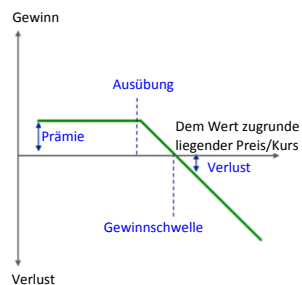 Gewinn
Ausübung
Dem Wert zugrunde
liegender Preis/Kurs
Prämie
Verlust
Gewinnschwelle
Verlust